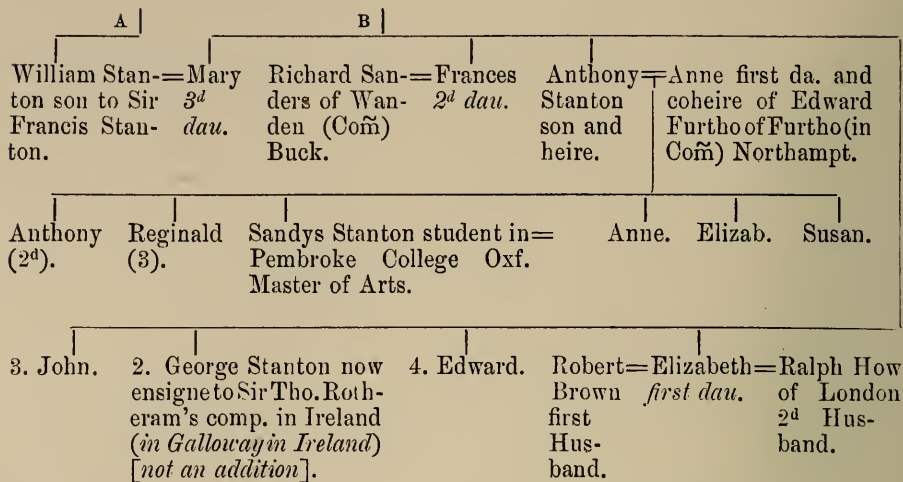 A B
William Stan-=Mary
ton son to Sir 3d
Francis Stan- dau.
ton.
Richard San-=Frances
ders of Wan- 2d dau.
den (Com̃)
Buck.
Anthony=Anne first da. and
Stanton coheire of Edward
son and Furtho of Furtho (in
heire. Com̃) Northampt.
Anthony
(2d).
Reginald
(3).
Sandys Stanton student in=
Pembroke College Oxf.
Master of Arts.
Anne. Elizab. Susan.
3. John.
2. George Stanton now
ensigne to Sir Tho. Roth-
eram's comp. in Ireland
(in Galloway in Ireland)
[not an addition].
4. Edward.
Robert=Elizabeth=Ralph How
Brown first dau. of London
first 2d Hus-
Hus- band.
band.